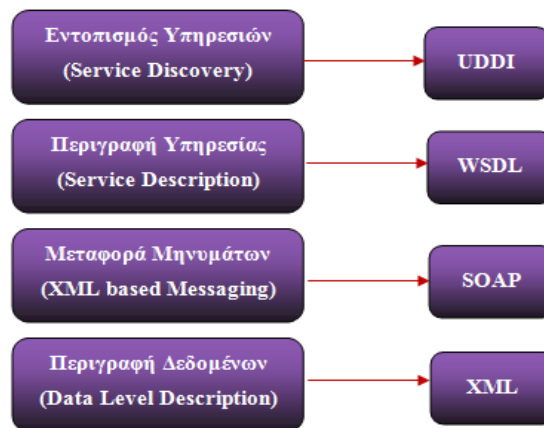 Εντοπισμός Υπηρεσιών
(Service Discovery)
UDDI
Περιγραφή Υπηρεσίας
(Service Description)
WSDL
Μεταφορά Μηνυμάτων
(XML based Messaging)
SOAP
Περιγραφή Δεδομένων
(Data Level Description)
XML